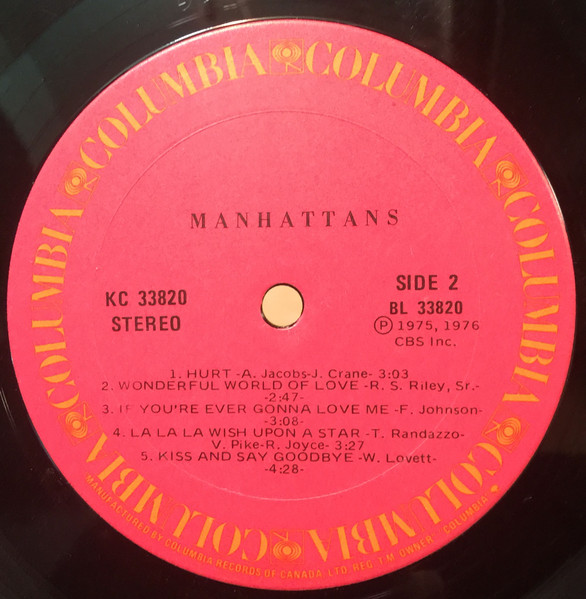 COLUMBIA COLUMBIA COLUMBIA COLUMBIA COLUMBIA COLUMBIA
MANHATTANS
KC 33820
STEREO
SIDE 2
BL 33820
Ⓟ 1975, 1976
CBS Inc.
1. HURT -A. Jacobs-J. Crane- 3:03
2. WONDERFUL WORLD OF LOVE -R. S. Riley, Sr.-
-2:47-
3. IF YOU'RE EVER GONNA LOVE ME -F. Johnson-
-3:08-
4. LA LA LA WISH UPON A STAR -T. Randazzo-
V. Pike-R. Joyce- 3:27
5. KISS AND SAY GOODBYE -W. Lovett-
-4:28-
MANUFACTURED BY COLUMBIA RECORDS OF CANADA, LTD. REG. T.M. OWNER, COLUMBIA